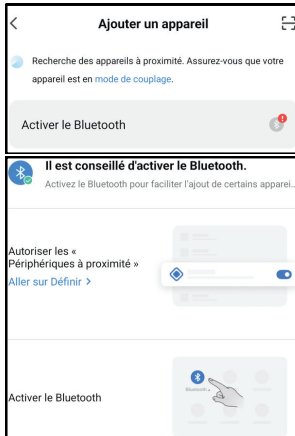 Ajouter un appareil
Recherche des appareils à proximité. Assurez-vous que votre
appareil est en mode de couplage.
Activer le Bluetooth
Il est conseillé d'activer le Bluetooth.
Activez le Bluetooth pour faciliter l'ajout de certains apparei..
Autoriser les «
Périphériques à proximité »
Aller sur Définir >
Bluetooth
Activer le Bluetooth